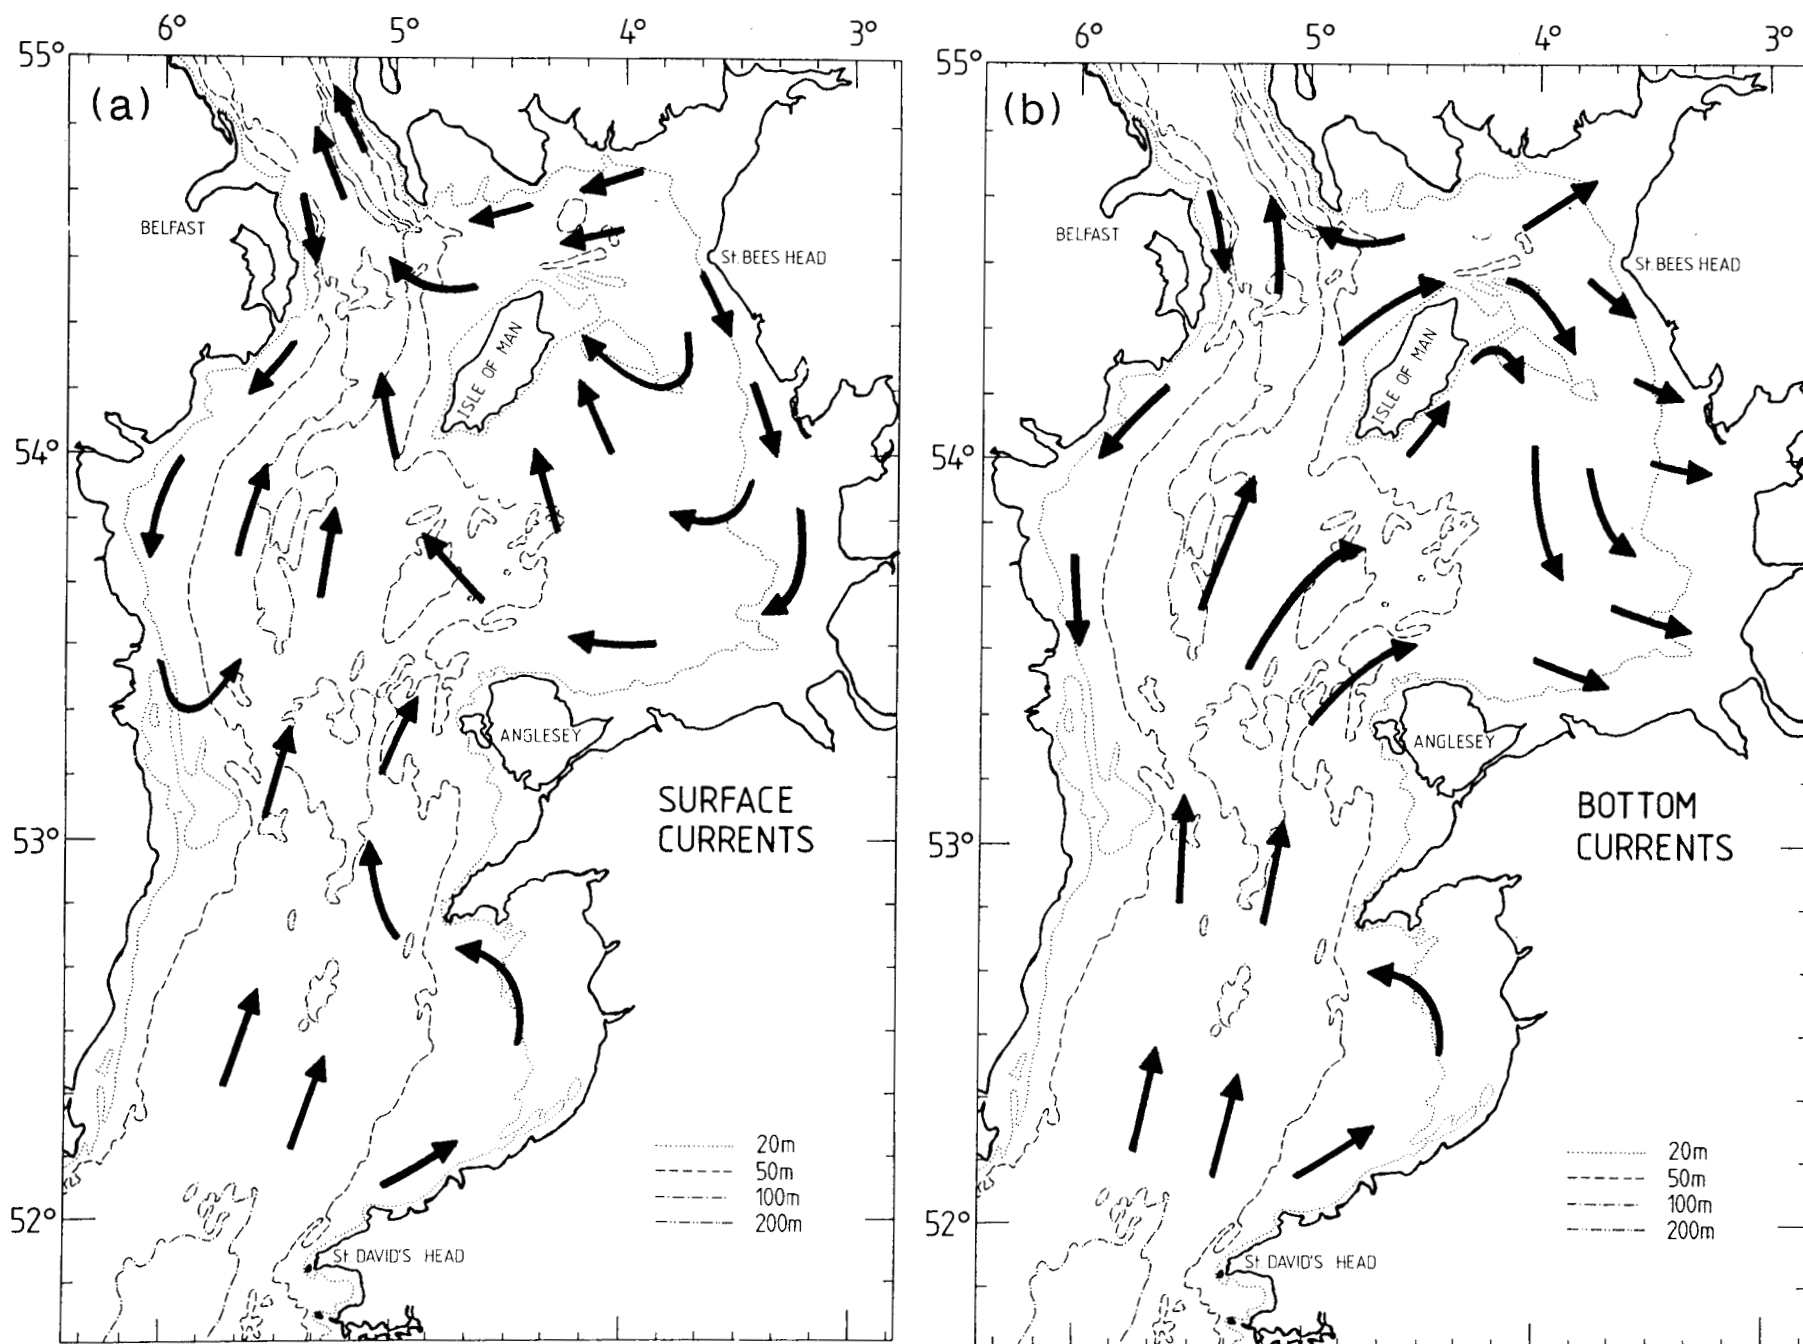 6° 5° 4° 3°
55°
(a)
BELFAST
St. BEES HEAD
ISLE OF MAN
54°
ANGLESEY
SURFACE
CURRENTS
53°
20m
50m
100m
200m
52°
St. DAVID'S HEAD
6° 5° 4° 3°
55°
(b)
BELFAST
St. BEES HEAD
ISLE OF MAN
54°
ANGLESEY
BOTTOM
CURRENTS
53°
20m
50m
100m
200m
52°
St. DAVID'S HEAD